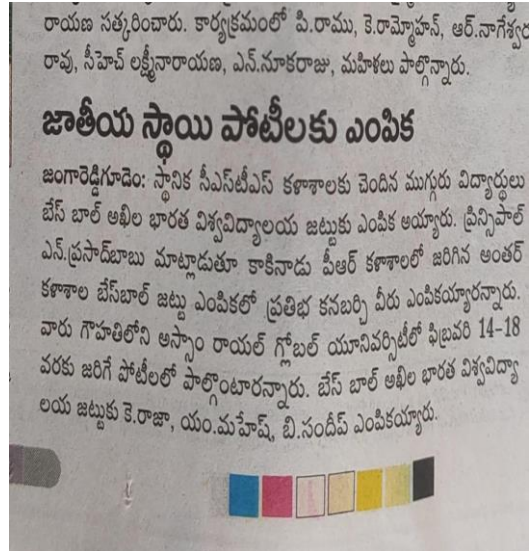 రాయణ సత్కరించారు. కార్యక్రమంలో పి.రాము, కె.రామ్మోహన్, ఆర్.నాగేశ్వర
రావు, సీహెచ్ లక్ష్మీనారాయణ, ఎన్.నూకరాజు, మహిళలు పాల్గొన్నారు.
జాతీయ స్థాయి పోటీలకు ఎంపిక
జంగారెడ్డిగూడెం: స్థానిక సీఎస్‌టీఎస్ కళాశాలకు చెందిన ముగ్గురు విద్యార్థులు
బేస్ బాల్ అఖిల భారత విశ్వవిద్యాలయ జట్టుకు ఎంపిక అయ్యారు. ప్రిన్సిపాల్
ఎన్.ప్రసాద్‌బాబు మాట్లాడుతూ కాకినాడు పీఆర్ కళాశాలలో జరిగిన అంతర్
కళాశాల బేస్‌బాల్ జట్టు ఎంపికలో ప్రతిభ కనబర్చి వీరు ఎంపికయ్యారన్నారు.
వారు గౌహతిలోని అస్సాం రాయల్ గ్లోబల్ యూనివర్సిటీలో ఫిబ్రవరి 14-18
వరకు జరిగే పోటీలలో పాల్గొంటారన్నారు. బేస్ బాల్ అఖిల భారత విశ్వవిద్యా
లయ జట్టుకు కె.రాజా, యం.మహేష్, బి.సందీప్ ఎంపికయ్యారు.